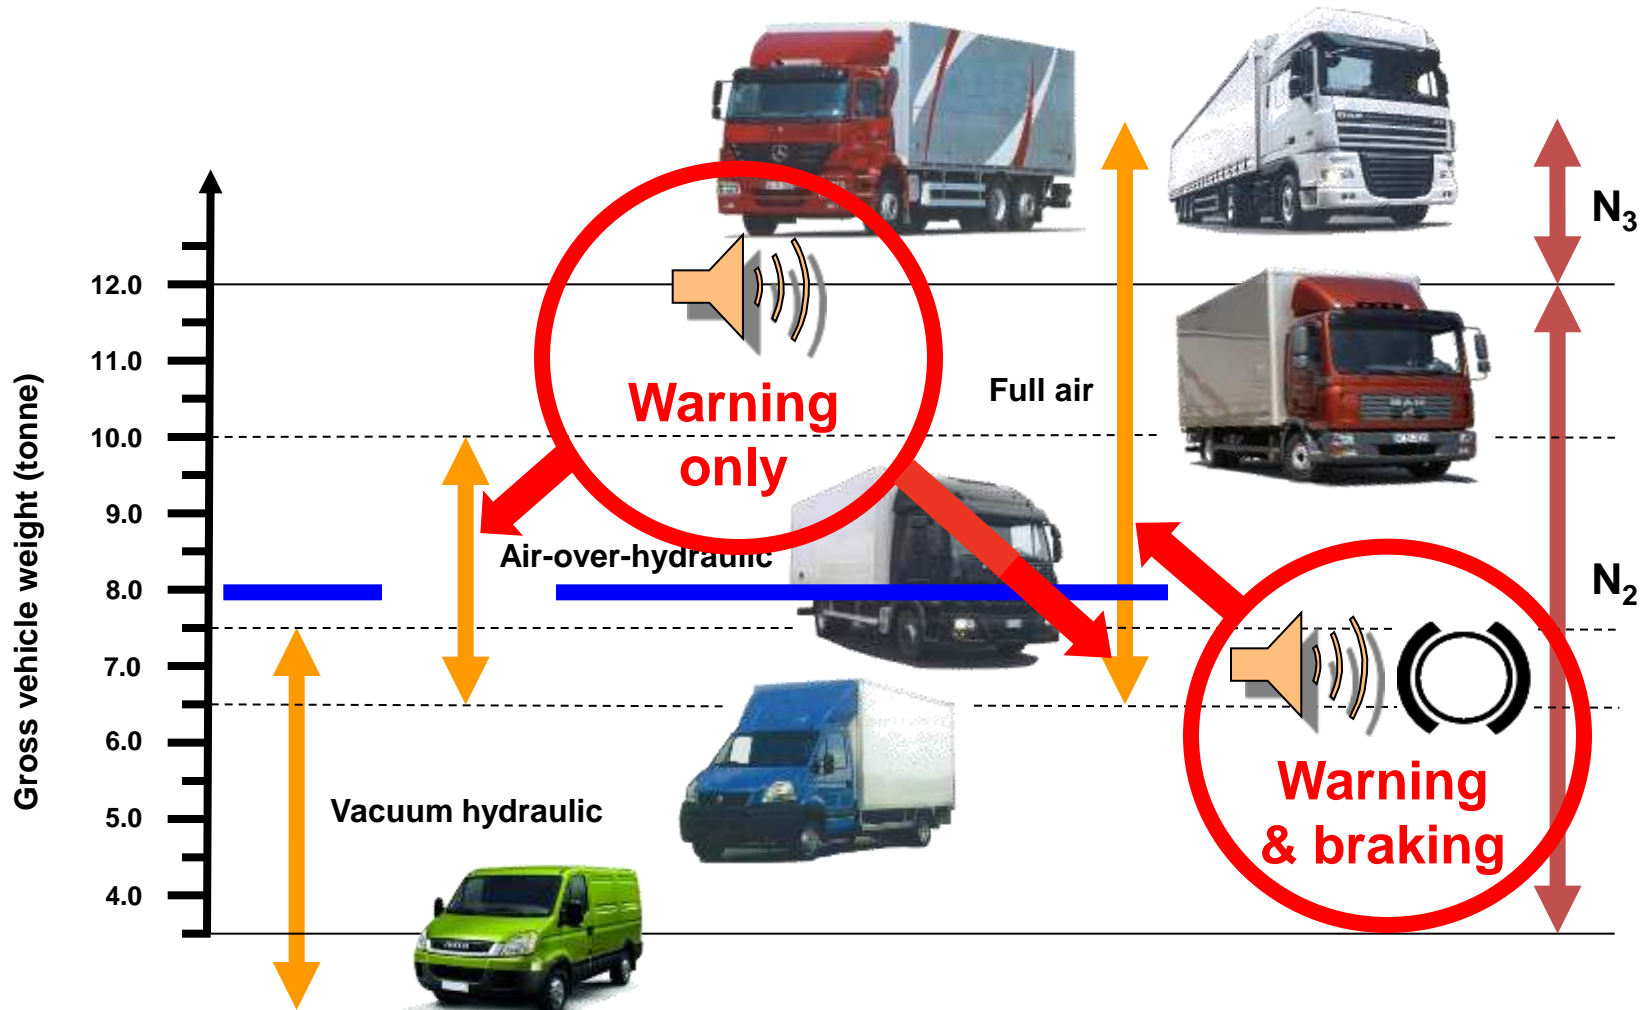 N3
12.0
11.0
Full air
Warning
only
10.0
MAN
9.0
Air-over-hydraulic
8.0
N2
7.0
6.0
Warning
& braking
5.0
Vacuum hydraulic
4.0
Gross vehicle weight (tonne)